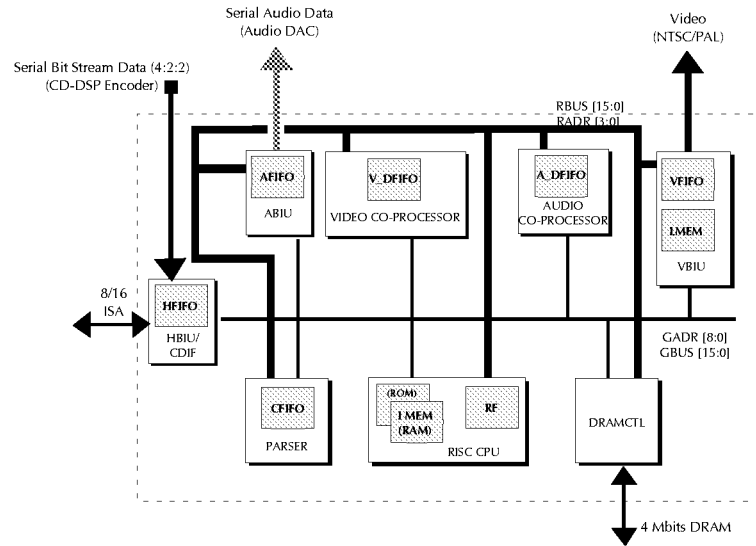 Serial Audio Data
(Audio DAC)
Video
(NTSC/PAL)
Serial Bit Stream Data (4:2:2)
(CD-DSP Encoder)
RBUS [15:0]
RADR [3:0]
AFIFO
ABIU
V_DFIFO
VIDEO CO-PROCESSOR
A_DFIFO
AUDIO
CO-PROCESSOR
VFIFO
LMEM
VBIU
8/16
ISA
HFIFO
HBIU/
CDIF
GADR [8:0]
GBUS [15:0]
CFIFO
PARSER
(ROM)
I MEM
(RAM)
RF
RISC CPU
DRAMCTL
4 Mbits DRAM